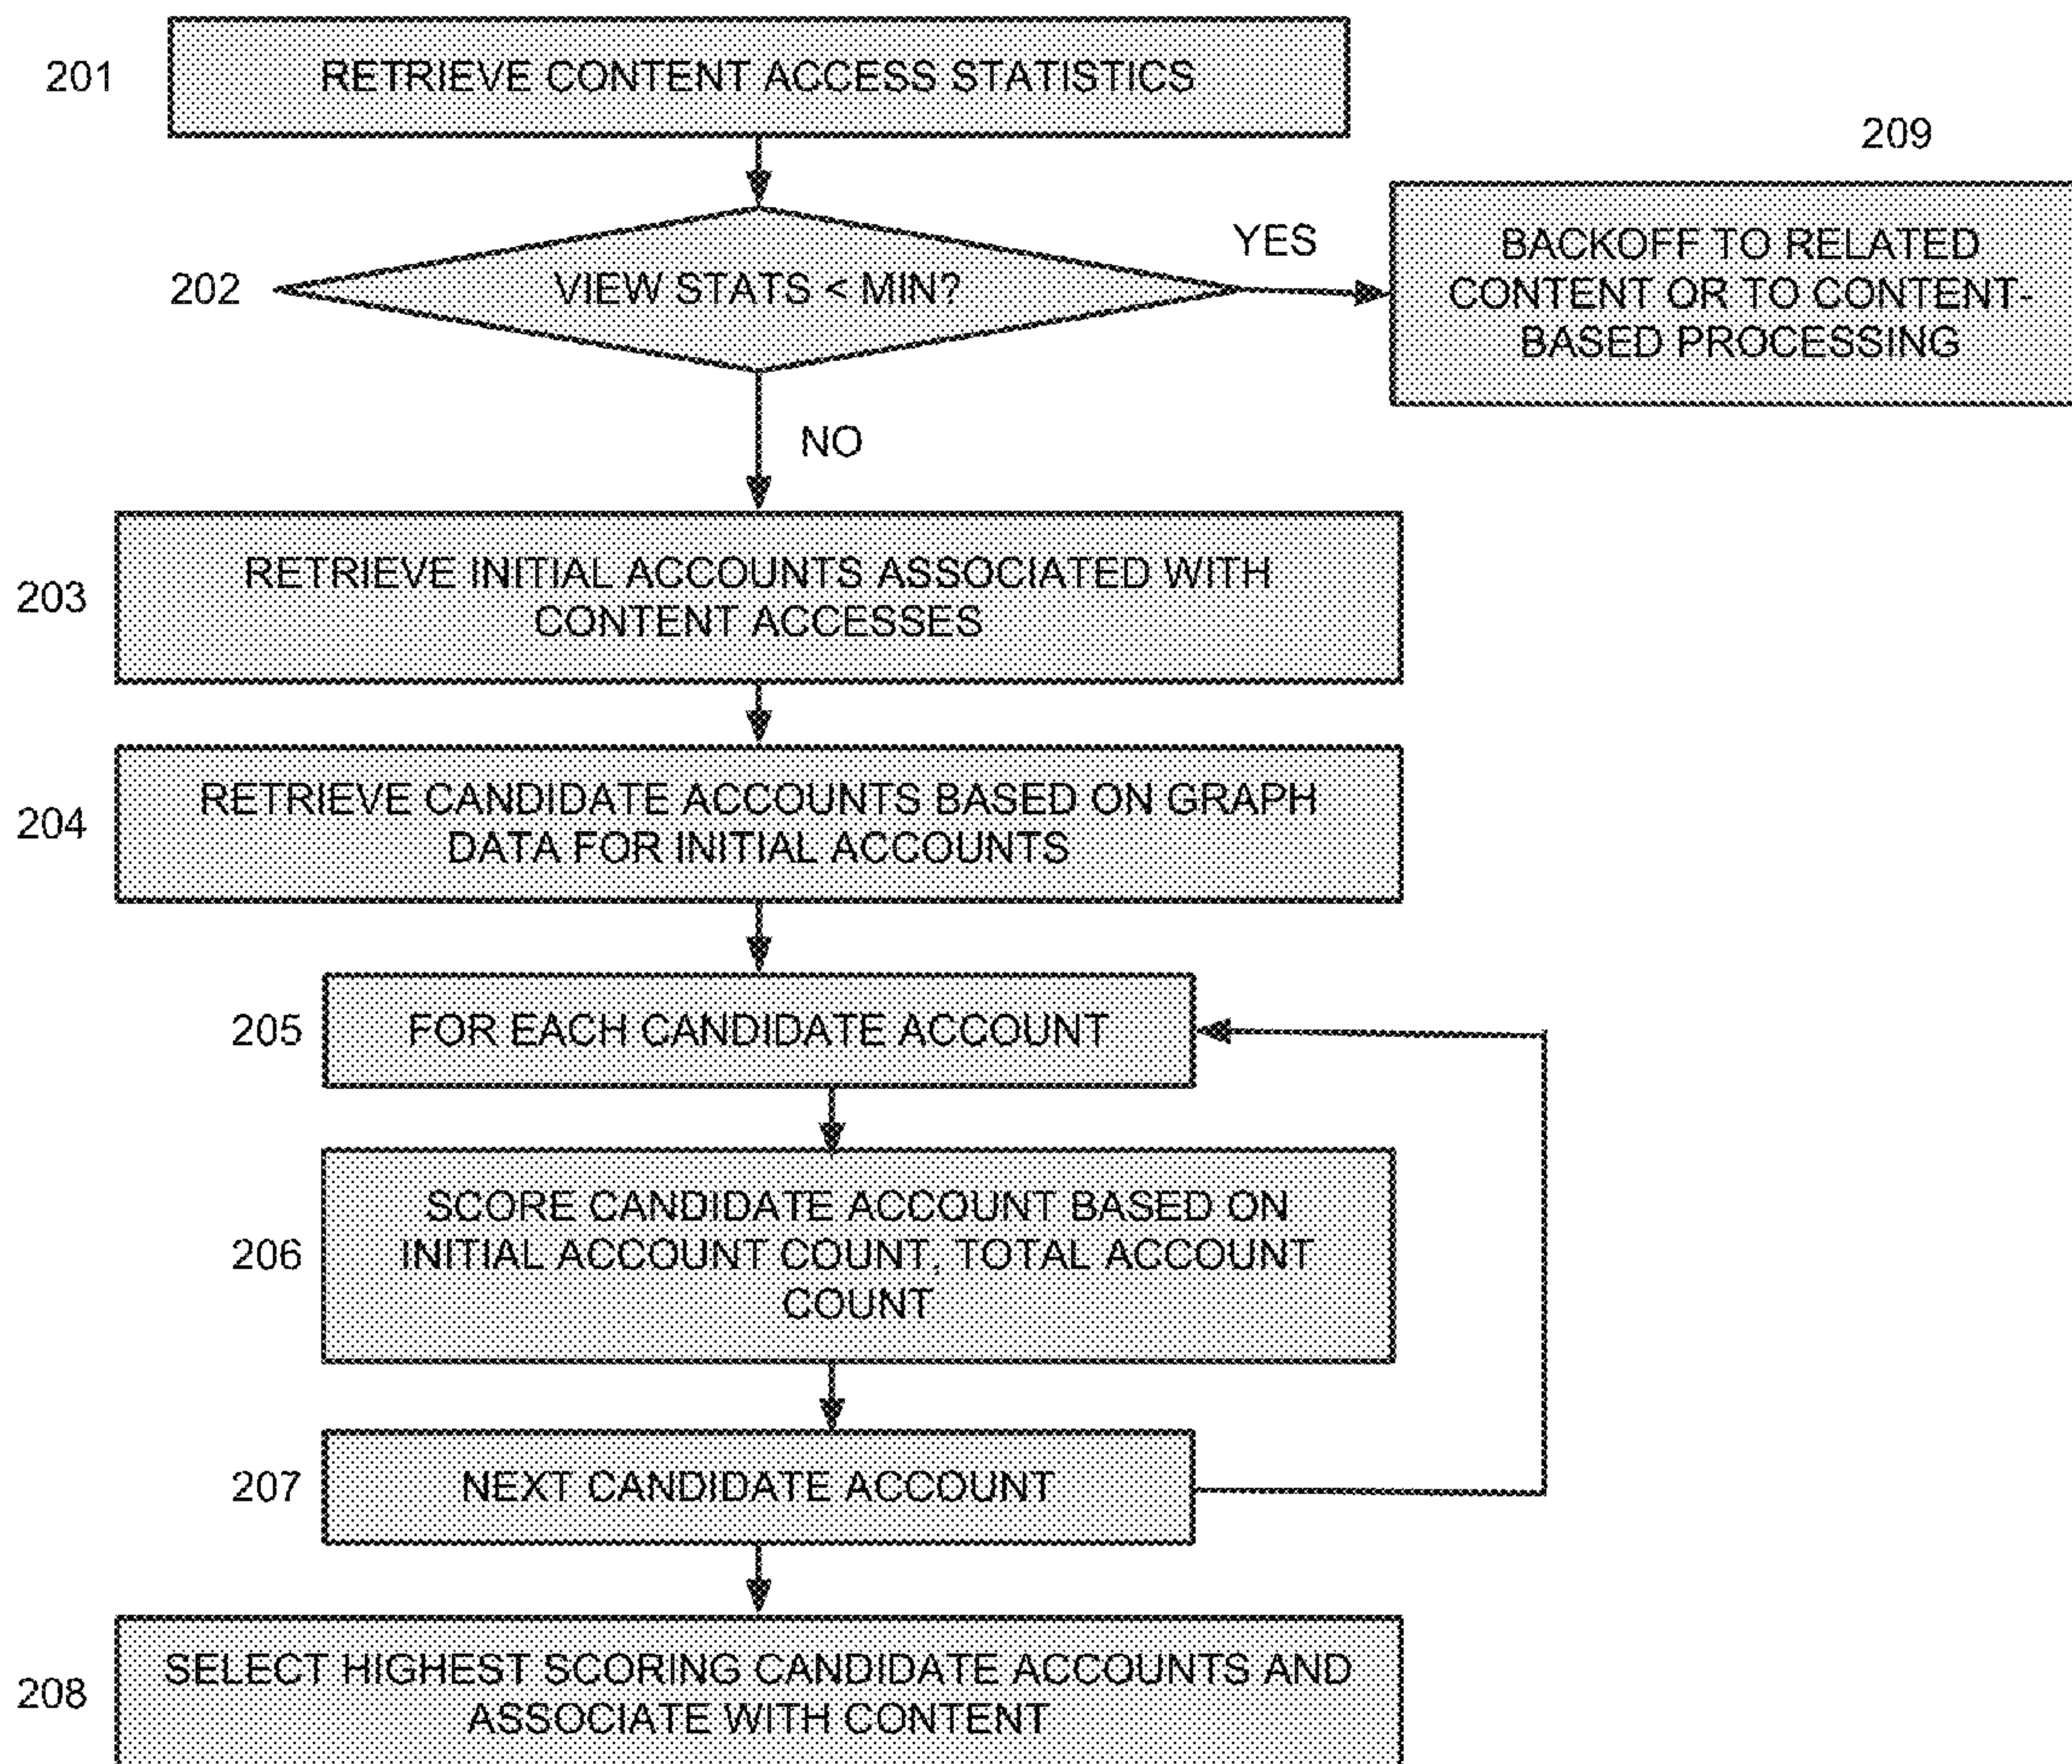 201
RETRIEVE CONTENT ACCESS STATISTICS
209
202
VIEW STATS < MIN?
YES
BACKOFF TO RELATED
CONTENT OR TO CONTENT-
BASED PROCESSING
NO
203
RETRIEVE INITIAL ACCOUNTS ASSOCIATED WITH
CONTENT ACCESSES
204
RETRIEVE CANDIDATE ACCOUNTS BASED ON GRAPH
DATA FOR INITIAL ACCOUNTS
205
FOR EACH CANDIDATE ACCOUNT
206
SCORE CANDIDATE ACCOUNT BASED ON
INITIAL ACCOUNT COUNT, TOTAL ACCOUNT
COUNT
207
NEXT CANDIDATE ACCOUNT
208
SELECT HIGHEST SCORING CANDIDATE ACCOUNTS AND
ASSOCIATE WITH CONTENT